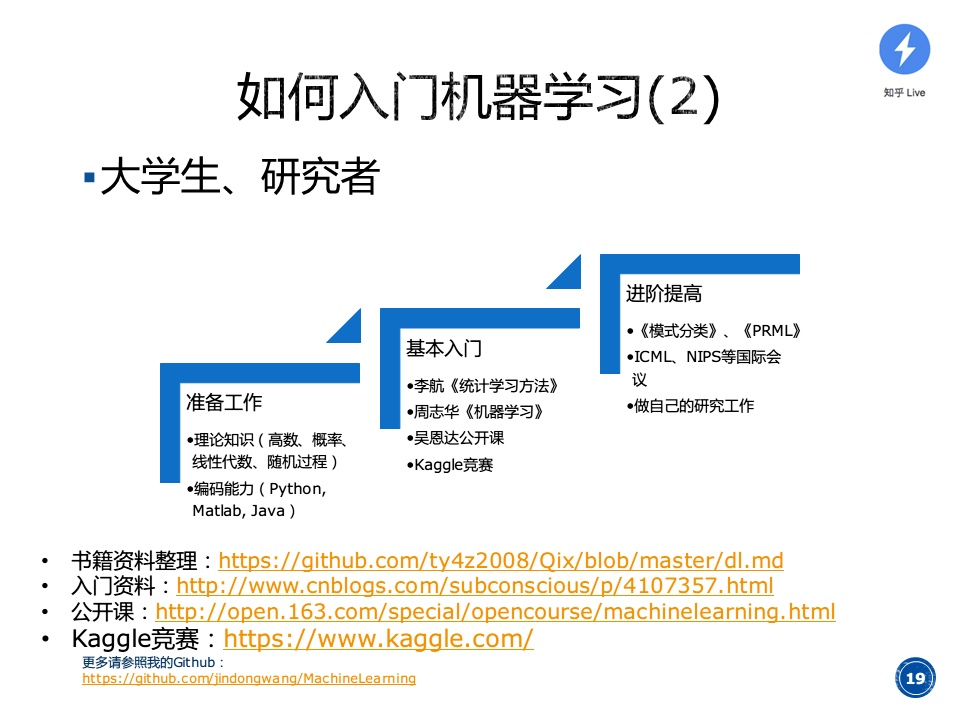 知乎 Live
如何入门机器学习(2)
▪大学生、研究者
准备工作
•理论知识（高数、概率、
线性代数、随机过程）
•编码能力（Python,
Matlab, Java）
基本入门
•李航《统计学习方法》
•周志华《机器学习》
•吴恩达公开课
•Kaggle竞赛
进阶提高
•《模式分类》、《PRML》
•ICML、NIPS等国际会
议
•做自己的研究工作
• 书籍资料整理：https://github.com/ty4z2008/Qix/blob/master/dl.md
• 入门资料：http://www.cnblogs.com/subconscious/p/4107357.html
• 公开课：http://open.163.com/special/opencourse/machinelearning.html
• Kaggle竞赛：https://www.kaggle.com/
更多请参照我的Github：
https://github.com/jindongwang/MachineLearning
19